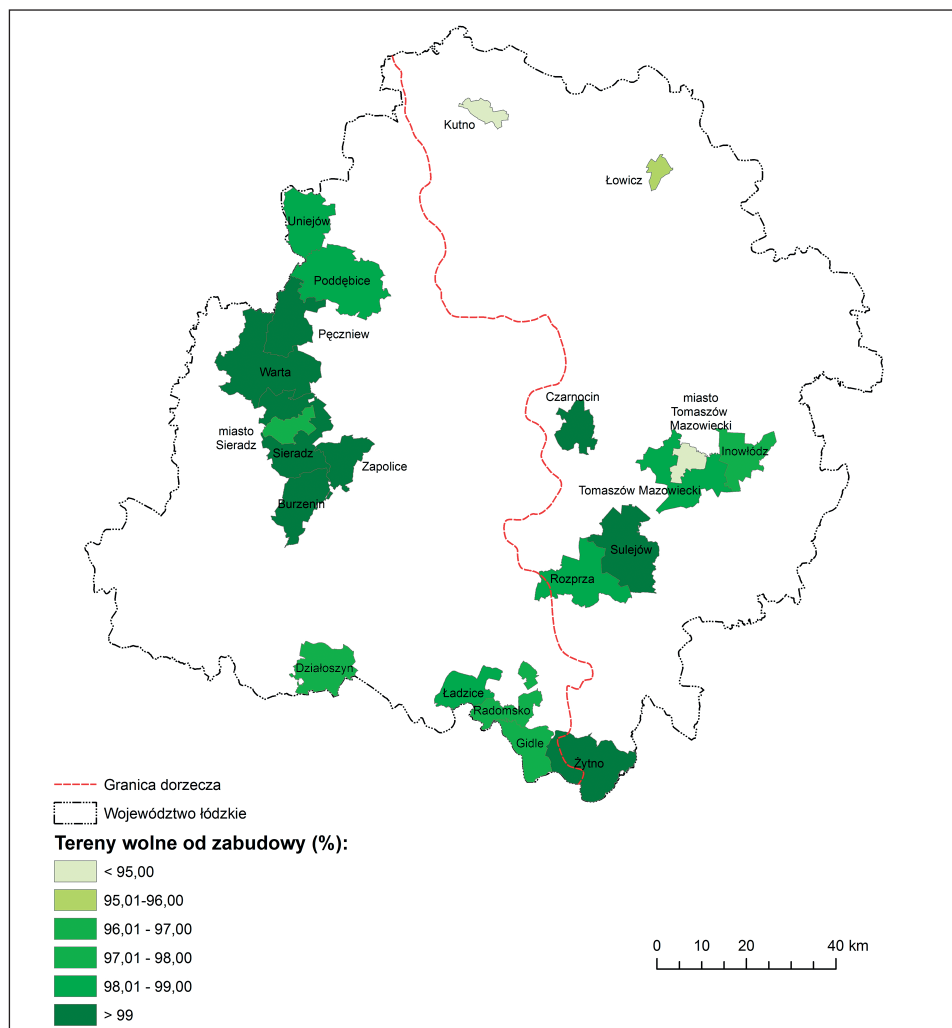 Kutno
Łowicz
Uniejów
Poddębice
Pęczniew
Warta
Czarnocin
miasto
Tomaszów
Mazowiecki
miasto
Sieradz
Sieradz
Zapolice
Inowłódz
Tomaszów Mazowiecki
Burzenin
Sulejów
Rozprza
Działoszyn
Ładzice
Radomsko
Gidle
Żytno
Granica dorzecza
Województwo łódzkie
Tereny wolne od zabudowy (%):
< 95,00
95,01-96,00
96,01 - 97,00
97,01 - 98,00
98,01 - 99,00
> 99
0 10 20 40 km